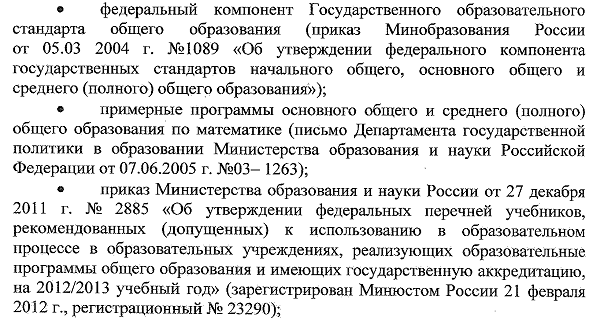 • федеральный компонент Государственного образовательного
стандарта общего образования (приказ Минобразования России
от 05.03 2004 г. №1089 «Об утверждении федерального компонента
государственных стандартов начального общего, основного общего и
среднего (полного) общего образования»);
• примерные программы основного общего и среднего (полного)
общего образования по математике (письмо Департамента государственной
политики в образовании Министерства образования и науки Российской
Федерации от 07.06.2005 г. №03– 1263);
• приказ Министерства образования и науки России от 27 декабря
2011 г. № 2885 «Об утверждении федеральных перечней учебников,
рекомендованных (допущенных) к использованию в образовательном
процессе в образовательных учреждениях, реализующих образовательные
программы общего образования и имеющих государственную аккредитацию,
на 2012/2013 учебный год» (зарегистрирован Минюстом России 21 февраля
2012 г., регистрационный № 23290);